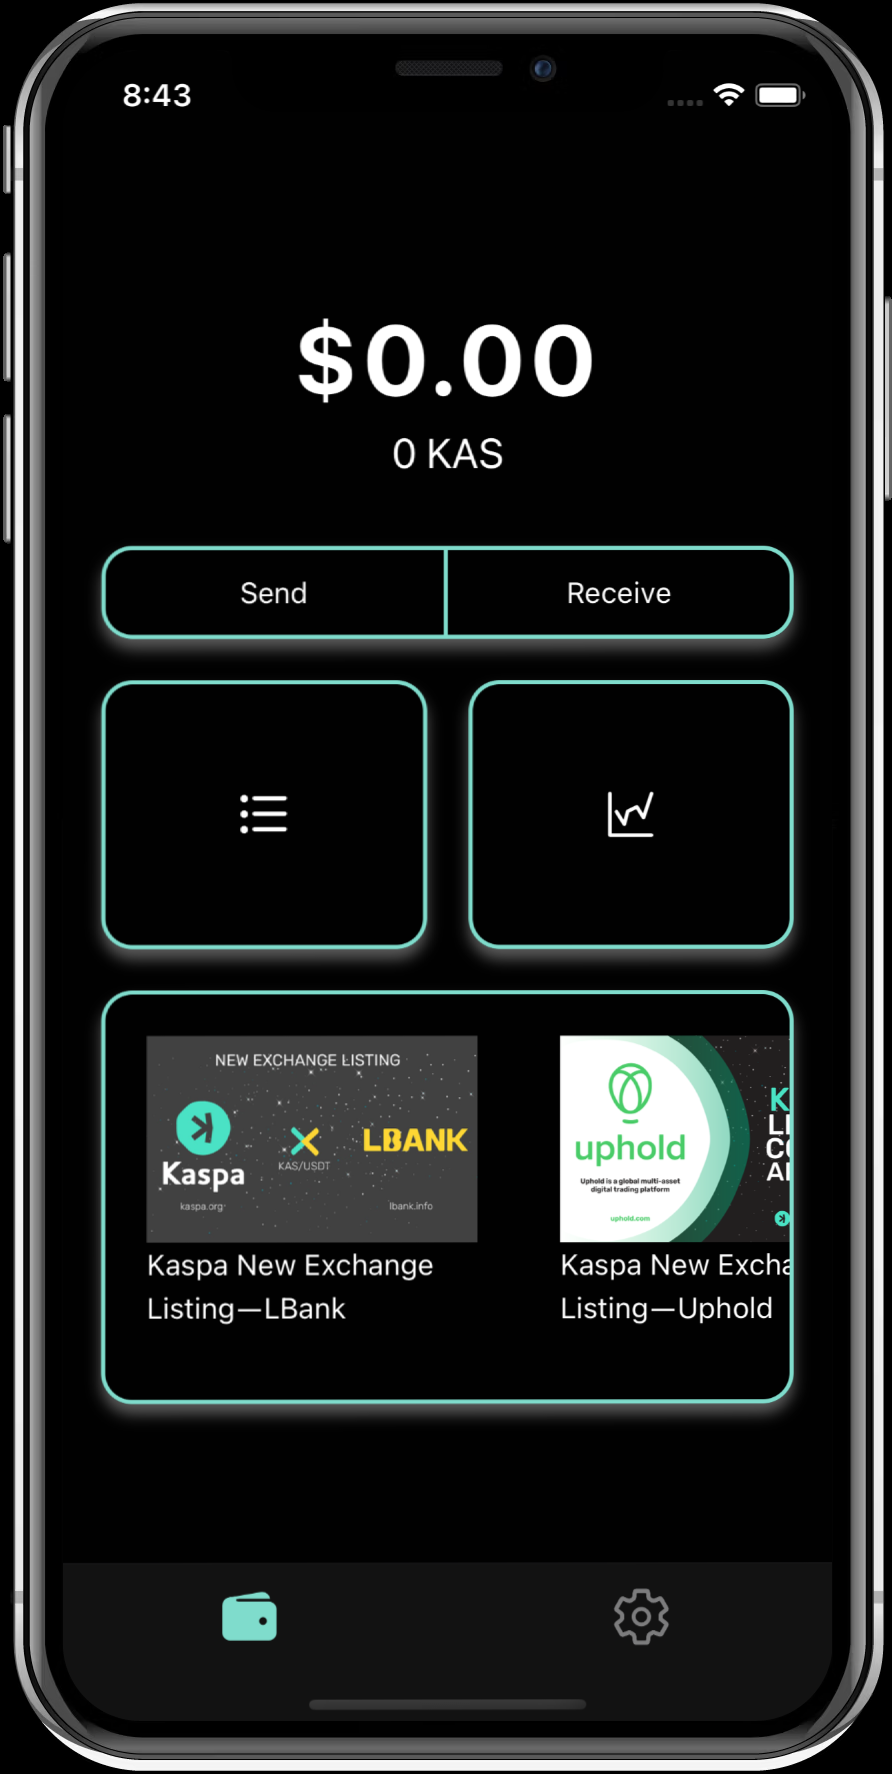 8:43
$0.00
0 KAS
Send
Receive
NEW EXCHANGE LISTING
Kaspa
KAS/USDT
LBANK
kaspa.org
lbank.info
Kaspa New Exchange
Listing—LBank
uphold
Uphold is a global multi-asset
digital trading platform
uphold.com
K
LI
CO
Kaspa New Excha
Listing—Uphold